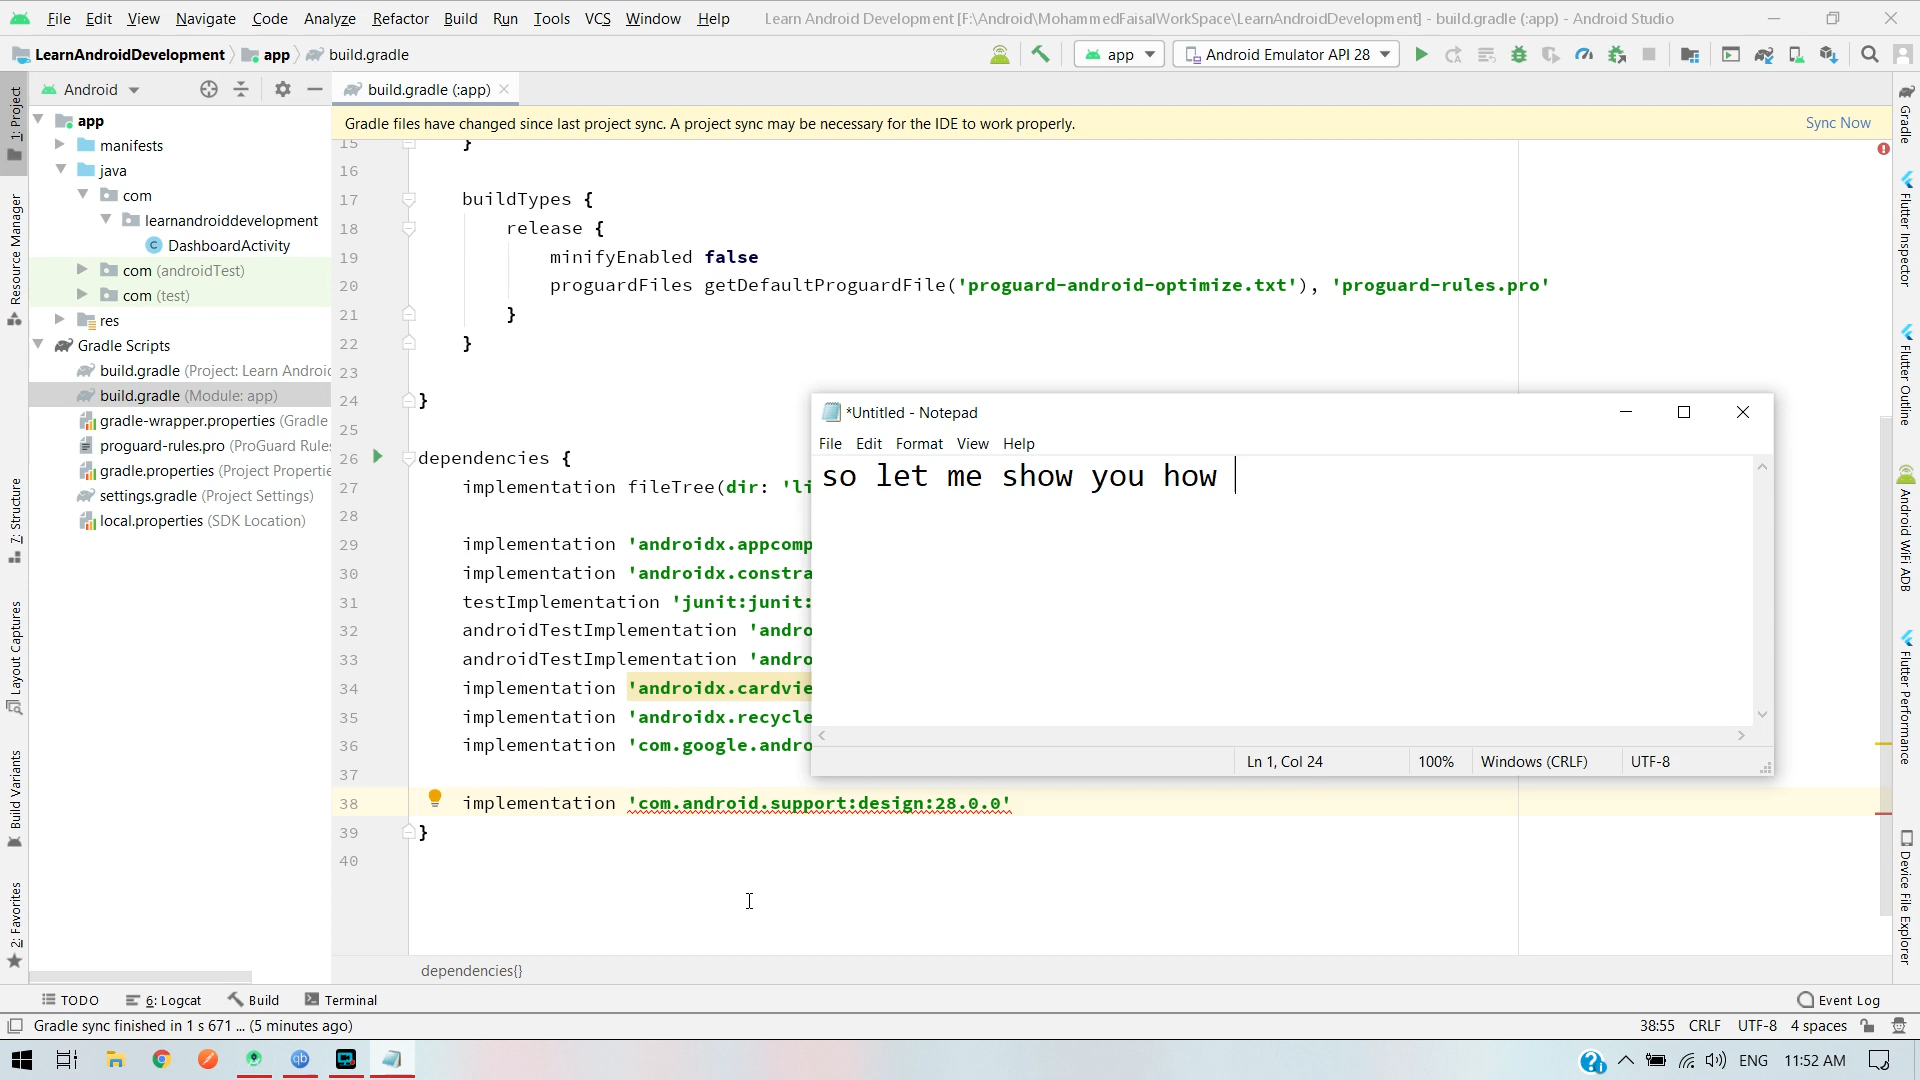 File Edit View Navigate Code Analyze Refactor Build Run Tools VCS Window Help Learn Android Development [F:\Android\MohammedFaisalWorkSpace\LearnAndroidDevelopment] - build.gradle (:app) - Android Studio
LearnAndroidDevelopment app build.gradle app Android Emulator API 28
Android build.gradle (:app)
Gradle files have changed since last project sync. A project sync may be necessary for the IDE to work properly. Sync Now
app
manifests
java
com
learnandroiddevelopment
DashboardActivity
com (androidTest)
com (test)
res
Gradle Scripts
build.gradle (Project: Learn Android
build.gradle (Module: app)
gradle-wrapper.properties (Gradle
proguard-rules.pro (ProGuard Rules
gradle.properties (Project Propertie
settings.gradle (Project Settings)
local.properties (SDK Location)
1: Project
Resource Manager
7: Structure
Layout Captures
Build Variants
2: Favorites
15 }
16
17 buildTypes {
18 release {
19 minifyEnabled false
20 proguardFiles getDefaultProguardFile('proguard-android-optimize.txt'), 'proguard-rules.pro'
21 }
22 }
23
24 }
25
26 dependencies {
27 implementation fileTree(dir: 'li
28
29 implementation 'androidx.appcomp
30 implementation 'androidx.constra
31 testImplementation 'junit:junit:
32 androidTestImplementation 'andro
33 androidTestImplementation 'andro
34 implementation 'androidx.cardvie
35 implementation 'androidx.recycle
36 implementation 'com.google.andro
37
38 implementation 'com.android.support:design:28.0.0'
39 }
40
dependencies{}
*Untitled - Notepad
File Edit Format View Help
so let me show you how
Ln 1, Col 24 100% Windows (CRLF) UTF-8
Gradle
Flutter Inspector
Flutter Outline
Android WiFi ADB
Flutter Performance
Device File Explorer
TODO 6: Logcat Build Terminal Event Log
Gradle sync finished in 1 s 671 ... (5 minutes ago) 38:55 CRLF UTF-8 4 spaces
qb ENG 11:52 AM